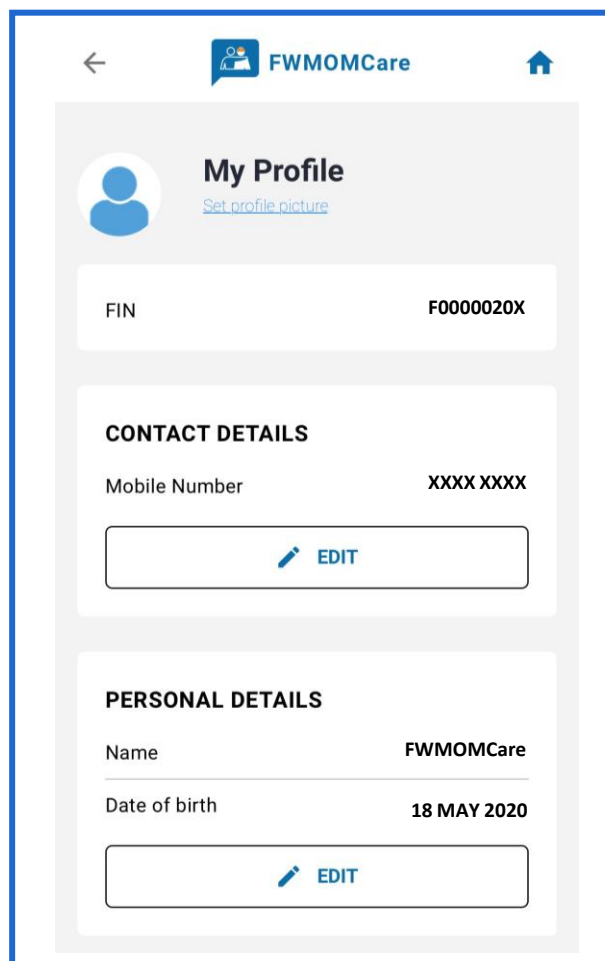 FWMOMCare
My Profile
Set profile picture
FIN F0000020X
CONTACT DETAILS
Mobile Number XXXX XXXX
EDIT
PERSONAL DETAILS
Name FWMOMCare
Date of birth 18 MAY 2020
EDIT